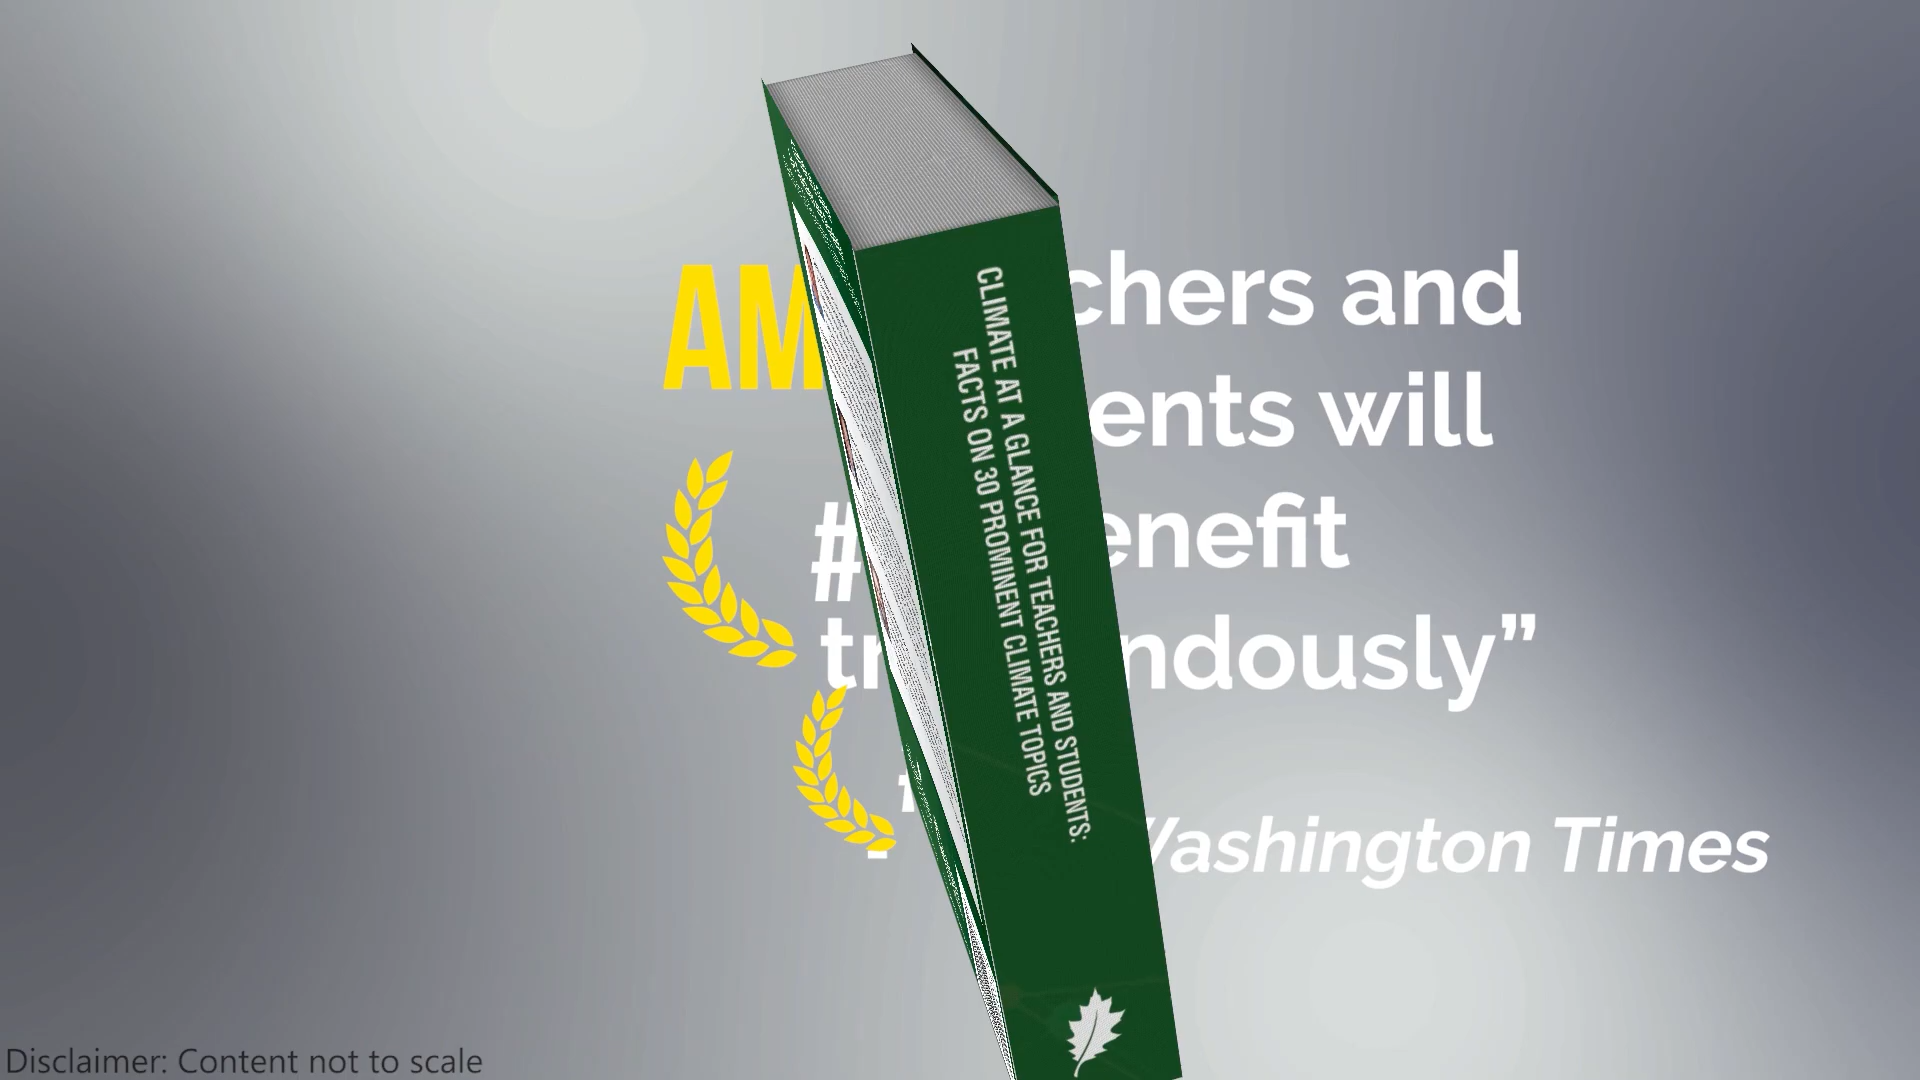 AM
chers and
ents will
#
enefit
tr
ndously”
Washington Times
CLIMATE AT A GLANCE FOR TEACHERS AND STUDENTS:
FACTS ON 30 PROMINENT CLIMATE TOPICS
Disclaimer: Content not to scale